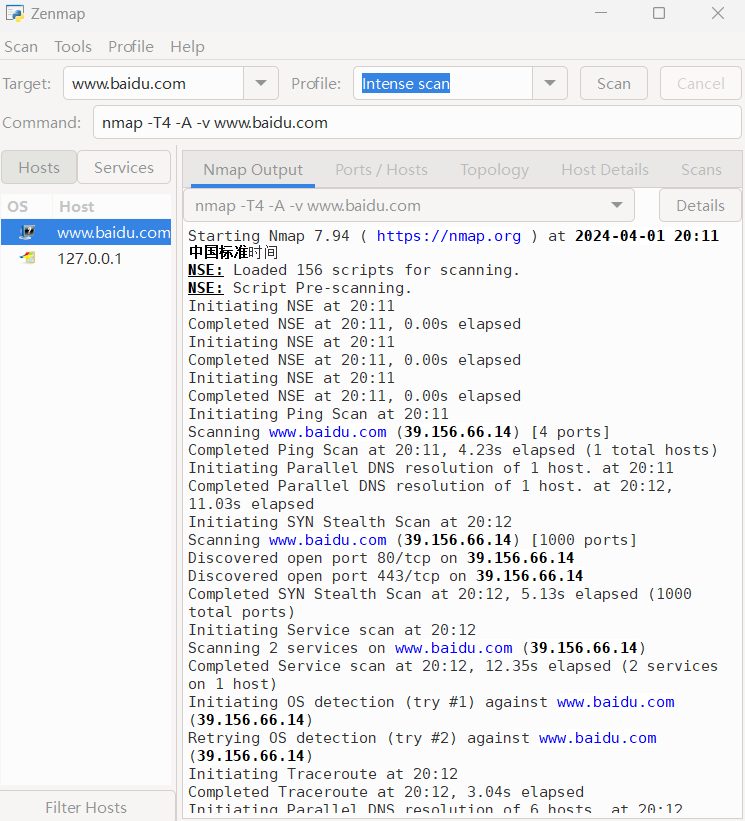 Zenmap
Scan Tools Profile Help
Target: www.baidu.com Profile: Intense scan Scan Cancel
Command: nmap -T4 -A -v www.baidu.com
Hosts Services
OS Host
www.baidu.com
127.0.0.1
Filter Hosts
Nmap Output Ports / Hosts Topology Host Details Scans
nmap -T4 -A -v www.baidu.com Details
Starting Nmap 7.94 ( https://nmap.org ) at 2024-04-01 20:11
中国标准时间
NSE: Loaded 156 scripts for scanning.
NSE: Script Pre-scanning.
Initiating NSE at 20:11
Completed NSE at 20:11, 0.00s elapsed
Initiating NSE at 20:11
Completed NSE at 20:11, 0.00s elapsed
Initiating NSE at 20:11
Completed NSE at 20:11, 0.00s elapsed
Initiating Ping Scan at 20:11
Scanning www.baidu.com (39.156.66.14) [4 ports]
Completed Ping Scan at 20:11, 4.23s elapsed (1 total hosts)
Initiating Parallel DNS resolution of 1 host. at 20:11
Completed Parallel DNS resolution of 1 host. at 20:12,
11.03s elapsed
Initiating SYN Stealth Scan at 20:12
Scanning www.baidu.com (39.156.66.14) [1000 ports]
Discovered open port 80/tcp on 39.156.66.14
Discovered open port 443/tcp on 39.156.66.14
Completed SYN Stealth Scan at 20:12, 5.13s elapsed (1000
total ports)
Initiating Service scan at 20:12
Scanning 2 services on www.baidu.com (39.156.66.14)
Completed Service scan at 20:12, 12.35s elapsed (2 services
on 1 host)
Initiating OS detection (try #1) against www.baidu.com
(39.156.66.14)
Retrying OS detection (try #2) against www.baidu.com
(39.156.66.14)
Initiating Traceroute at 20:12
Completed Traceroute at 20:12, 3.04s elapsed
Initiating Parallel DNS resolution of 6 hosts. at 20:12